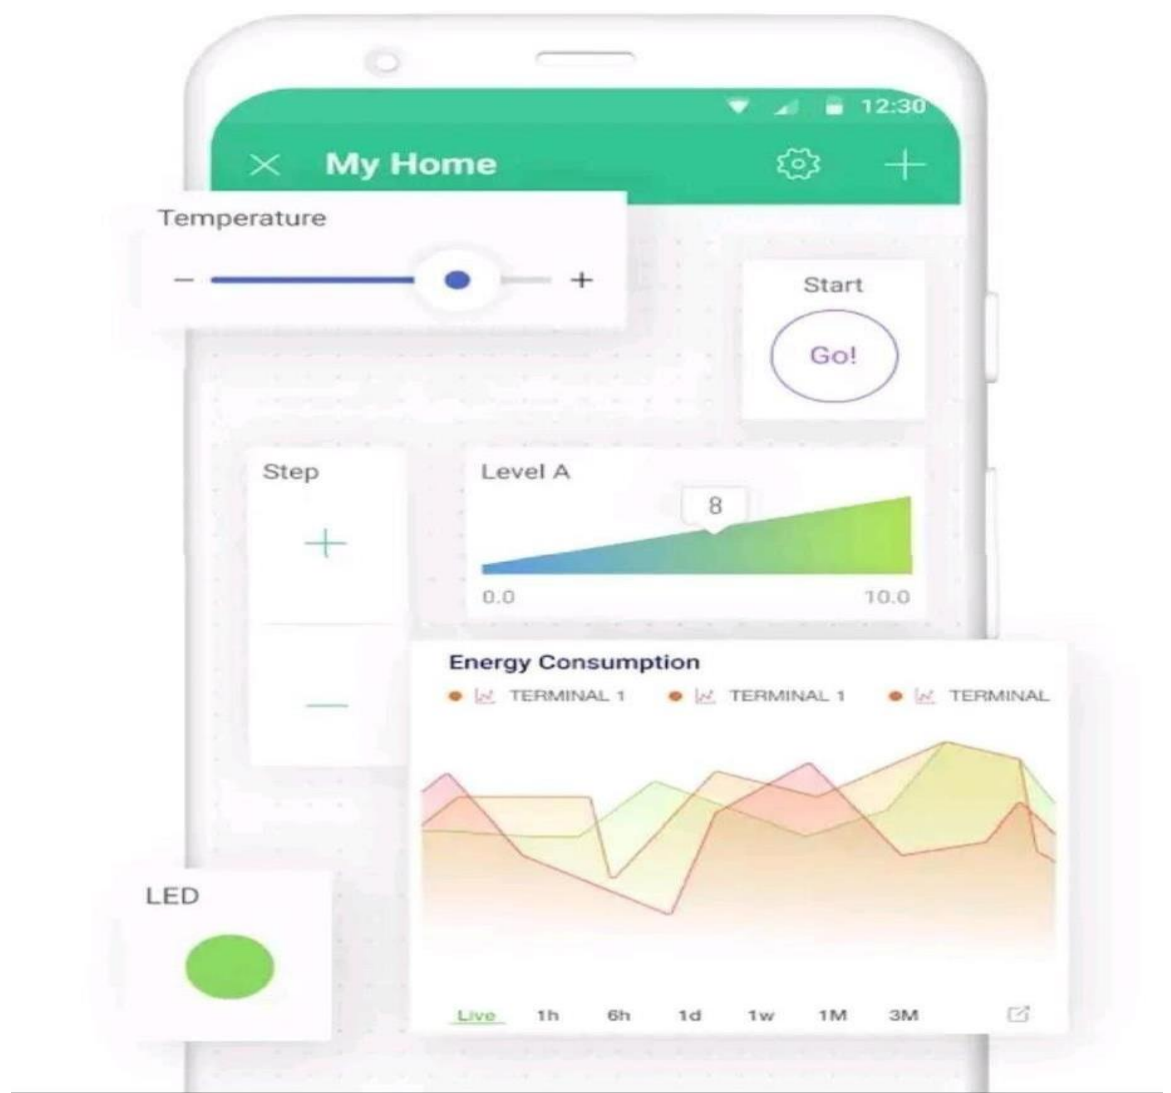 12:30
My Home
Temperature
− +
Start
Go!
Step
+
−
Level A
8
0.0 10.0
Energy Consumption
TERMINAL 1 TERMINAL 1 TERMINAL
Live 1h 6h 1d 1w 1M 3M
LED